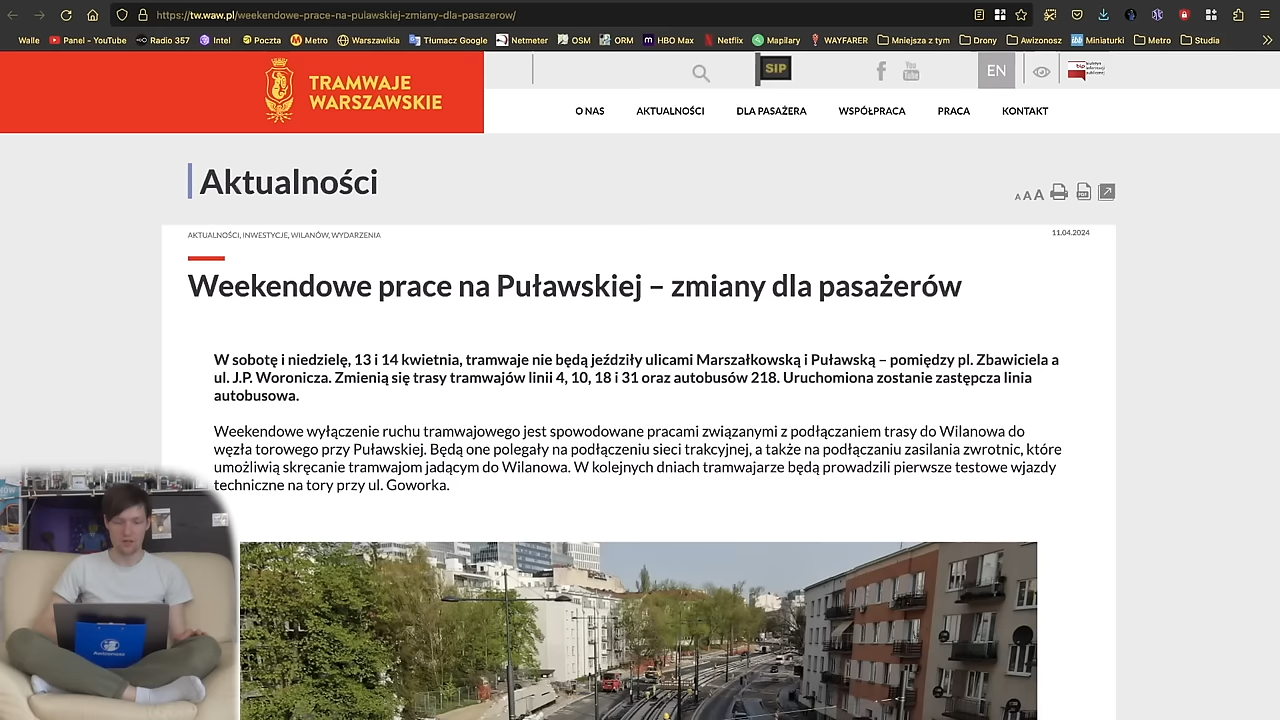 https://tw.waw.pl/weekendowe-prace-na-pulawskiej-zmiany-dla-pasazerow/
Walle Panel - YouTube Radio 357 Intel Poczta Metro Warszawikia Tłumacz Google Netmeter OSM ORM HBO Max Netflix Mapilary WAYFARER Mniejsza z tym Drony Awizonosz Miniaturki Metro Studia
TRAMWAJE
WARSZAWSKIE
SIP
You
Tube
EN
bip
O NAS AKTUALNOŚCI DLA PASAŻERA WSPÓŁPRACA PRACA KONTAKT
Aktualności
A A A
PDF
AKTUALNOŚCI, INWESTYCJE, WILANÓW, WYDARZENIA
11.04.2024
Weekendowe prace na Puławskiej – zmiany dla pasażerów
W sobotę i niedzielę, 13 i 14 kwietnia, tramwaje nie będą jeździły ulicami Marszałkowską i Puławską – pomiędzy pl. Zbawiciela a
ul. J.P. Woronicza. Zmienią się trasy tramwajów linii 4, 10, 18 i 31 oraz autobusów 218. Uruchomiona zostanie zastępcza linia
autobusowa.
Weekendowe wyłączenie ruchu tramwajowego jest spowodowane pracami związanymi z podłączaniem trasy do Wilanowa do
węzła torowego przy Puławskiej. Będą one polegały na podłączeniu sieci trakcyjnej, a także na podłączaniu zasilania zwrotnic, które
umożliwią skręcanie tramwajom jadącym do Wilanowa. W kolejnych dniach tramwajarze będą prowadzili pierwsze testowe wjazdy
techniczne na tory przy ul. Goworka.
Awizonosz